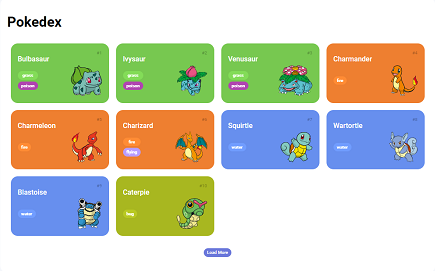 Pokedex
#1
Bulbasaur
grass
poison
#2
Ivysaur
grass
poison
#3
Venusaur
grass
poison
#4
Charmander
fire
#5
Charmeleon
fire
#6
Charizard
fire
flying
#7
Squirtle
water
#8
Wartortle
water
#9
Blastoise
water
#10
Caterpie
bug
Load More